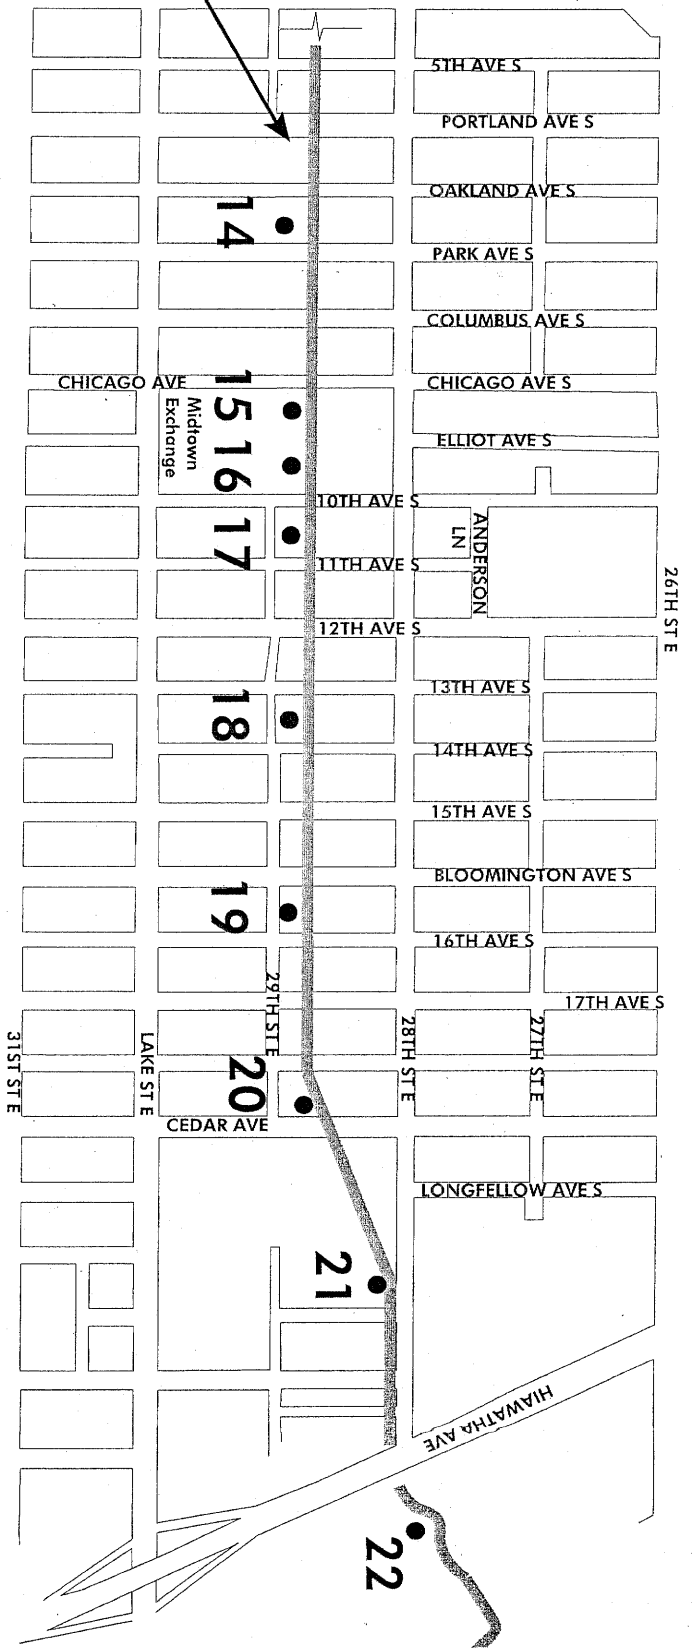 5TH AVE S
PORTLAND AVE S
OAKLAND AVE S
14
PARK AVE S
COLUMBUS AVE S
CHICAGO AVE
CHICAGO AVE S
15
Midtown
Exchange
ELLIOT AVE S
16
10TH AVE S
17
ANDERSON
LN
11TH AVE S
26TH ST E
12TH AVE S
13TH AVE S
18
14TH AVE S
15TH AVE S
BLOOMINGTON AVE S
19
16TH AVE S
29TH ST E
17TH AVE S
31ST ST E
LAKE ST E
28TH ST E
27TH ST E
20
CEDAR AVE
LONGFELLOW AVE S
21
HIAWATHA AVE
22